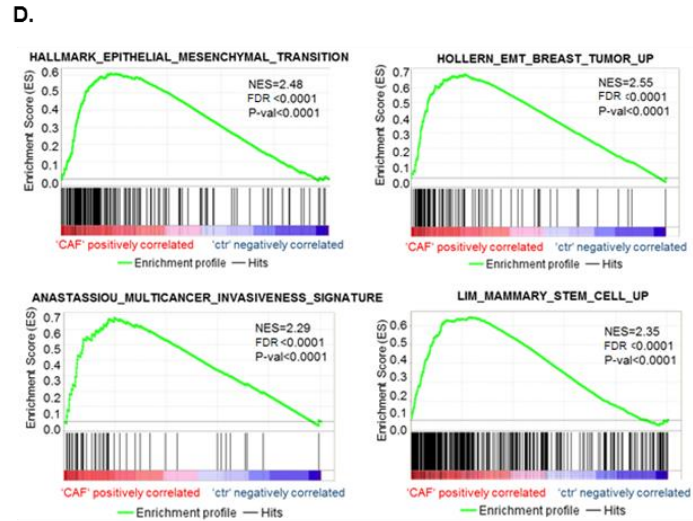 D.
HALLMARK_EPITHELIAL_MESENCHYMAL_TRANSITION
Enrichment Score (ES)
0.6
0.5
0.4
0.3
0.2
0.1
0.0
NES=2.48
FDR <0.0001
P-val<0.0001
'CAF' positively correlated 'ctr' negatively correlated
Enrichment profile Hits
HOLLERN_EMT_BREAST_TUMOR_UP
Enrichment Score (ES)
0.7
0.6
0.5
0.4
0.3
0.2
0.1
0.0
NES=2.55
FDR <0.0001
P-val<0.0001
'CAF' positively correlated 'ctr' negatively correlated
Enrichment profile Hits
ANASTASSIOU_MULTICANCER_INVASIVENESS_SIGNATURE
Enrichment Score (ES)
0.7
0.6
0.5
0.4
0.3
0.2
0.1
0.0
NES=2.29
FDR <0.0001
P-val<0.0001
'CAF' positively correlated 'ctr' negatively correlated
Enrichment profile Hits
LIM_MAMMARY_STEM_CELL_UP
Enrichment Score (ES)
0.6
0.5
0.4
0.3
0.2
0.1
0.0
NES=2.35
FDR <0.0001
P-val<0.0001
'CAF' positively correlated 'ctr' negatively correlated
Enrichment profile Hits